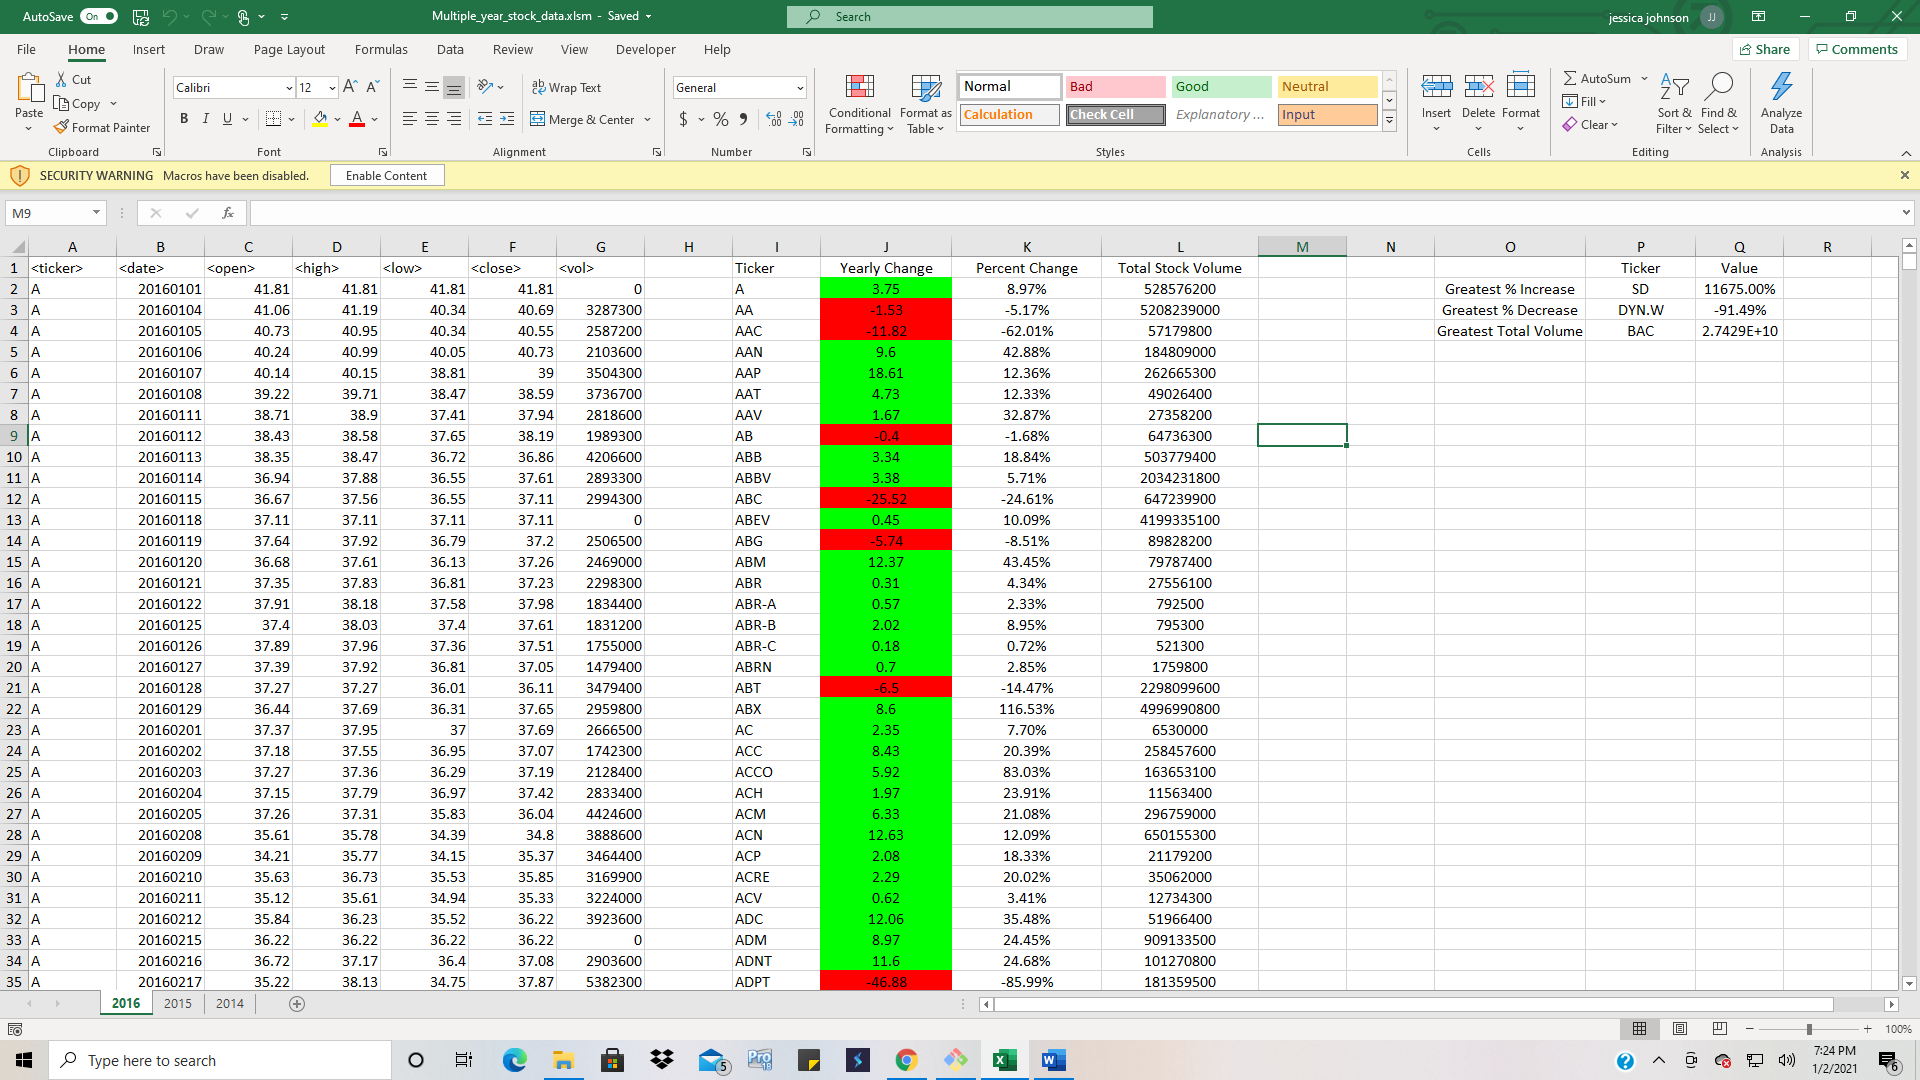 AutoSave On Multiple_year_stock_data.xlsm - Saved Search jessica johnson JJ
File Home Insert Draw Page Layout Formulas Data Review View Developer Help Share Comments
Paste Cut Copy Format Painter Clipboard
Calibri 12 A A B I U A Font
Wrap Text Merge & Center Alignment
General $ % Number
Conditional Formatting Format as Table
Normal Bad Good Neutral
Calculation Check Cell Explanatory ... Input
Styles
Insert Delete Format Cells
AutoSum Fill Clear Sort & Filter Find & Select Editing
Analyze Data Analysis
SECURITY WARNING Macros have been disabled. Enable Content
M9 fx
A B C D E F G H I J K L M N O P Q R
1 <ticker> <date> <open> <high> <low> <close> <vol> Ticker Yearly Change Percent Change Total Stock Volume Ticker Value
2 A 20160101 41.81 41.81 41.81 41.81 0 A 3.75 8.97% 528576200 Greatest % Increase SD 11675.00%
3 A 20160104 41.06 41.19 40.34 40.69 3287300 AA -1.53 -5.17% 5208239000 Greatest % Decrease DYN.W -91.49%
4 A 20160105 40.73 40.95 40.34 40.55 2587200 AAC -11.82 -62.01% 57179800 Greatest Total Volume BAC 2.7429E+10
5 A 20160106 40.24 40.99 40.05 40.73 2103600 AAN 9.6 42.88% 184809000
6 A 20160107 40.14 40.15 38.81 39 3504300 AAP 18.61 12.36% 262665300
7 A 20160108 39.22 39.71 38.47 38.59 3736700 AAT 4.73 12.33% 49026400
8 A 20160111 38.71 38.9 37.41 37.94 2818600 AAV 1.67 32.87% 27358200
9 A 20160112 38.43 38.58 37.65 38.19 1989300 AB -0.4 -1.68% 64736300
10 A 20160113 38.35 38.47 36.72 36.86 4206600 ABB 3.34 18.84% 503779400
11 A 20160114 36.94 37.88 36.55 37.61 2893300 ABBV 3.38 5.71% 2034231800
12 A 20160115 36.67 37.56 36.55 37.11 2994300 ABC -25.52 -24.61% 647239900
13 A 20160118 37.11 37.11 37.11 37.11 0 ABEV 0.45 10.09% 4199335100
14 A 20160119 37.64 37.92 36.79 37.2 2506500 ABG -5.74 -8.51% 89828200
15 A 20160120 36.68 37.61 36.13 37.26 2469000 ABM 12.37 43.45% 79787400
16 A 20160121 37.35 37.83 36.81 37.23 2298300 ABR 0.31 4.34% 27556100
17 A 20160122 37.91 38.18 37.58 37.98 1834400 ABR-A 0.57 2.33% 792500
18 A 20160125 37.4 38.03 37.4 37.61 1831200 ABR-B 2.02 8.95% 795300
19 A 20160126 37.89 37.96 37.36 37.51 1755000 ABR-C 0.18 0.72% 521300
20 A 20160127 37.39 37.92 36.81 37.05 1479400 ABRN 0.7 2.85% 1759800
21 A 20160128 37.27 37.27 36.01 36.11 3479400 ABT -6.5 -14.47% 2298099600
22 A 20160129 36.44 37.69 36.31 37.65 2959800 ABX 8.6 116.53% 4996990800
23 A 20160201 37.37 37.95 37 37.69 2666500 AC 2.35 7.70% 6530000
24 A 20160202 37.18 37.55 36.95 37.07 1742300 ACC 8.43 20.39% 258457600
25 A 20160203 37.27 37.36 36.29 37.19 2128400 ACCO 5.92 83.03% 163653100
26 A 20160204 37.15 37.79 36.97 37.42 2833400 ACH 1.97 23.91% 11563400
27 A 20160205 37.26 37.31 35.83 36.04 4424600 ACM 6.33 21.08% 296759000
28 A 20160208 35.61 35.78 34.39 34.8 3888600 ACN 12.63 12.09% 650155300
29 A 20160209 34.21 35.77 34.15 35.37 3464400 ACP 2.08 18.33% 21179200
30 A 20160210 35.63 36.73 35.53 35.85 3169900 ACRE 2.29 20.02% 35062000
31 A 20160211 35.12 35.61 34.94 35.33 3224000 ACV 0.62 3.41% 12734300
32 A 20160212 35.84 36.23 35.52 36.22 3923600 ADC 12.06 35.48% 51966400
33 A 20160215 36.22 36.22 36.22 36.22 0 ADM 8.97 24.45% 909133500
34 A 20160216 36.72 37.17 36.4 37.08 2903600 ADNT 11.6 24.68% 101270800
35 A 20160217 35.22 38.13 34.75 37.87 5382300 ADPT -46.88 -85.99% 181359500
2016 2015 2014
100%
Type here to search 5 Pro 7:24 PM
1/2/2021 6